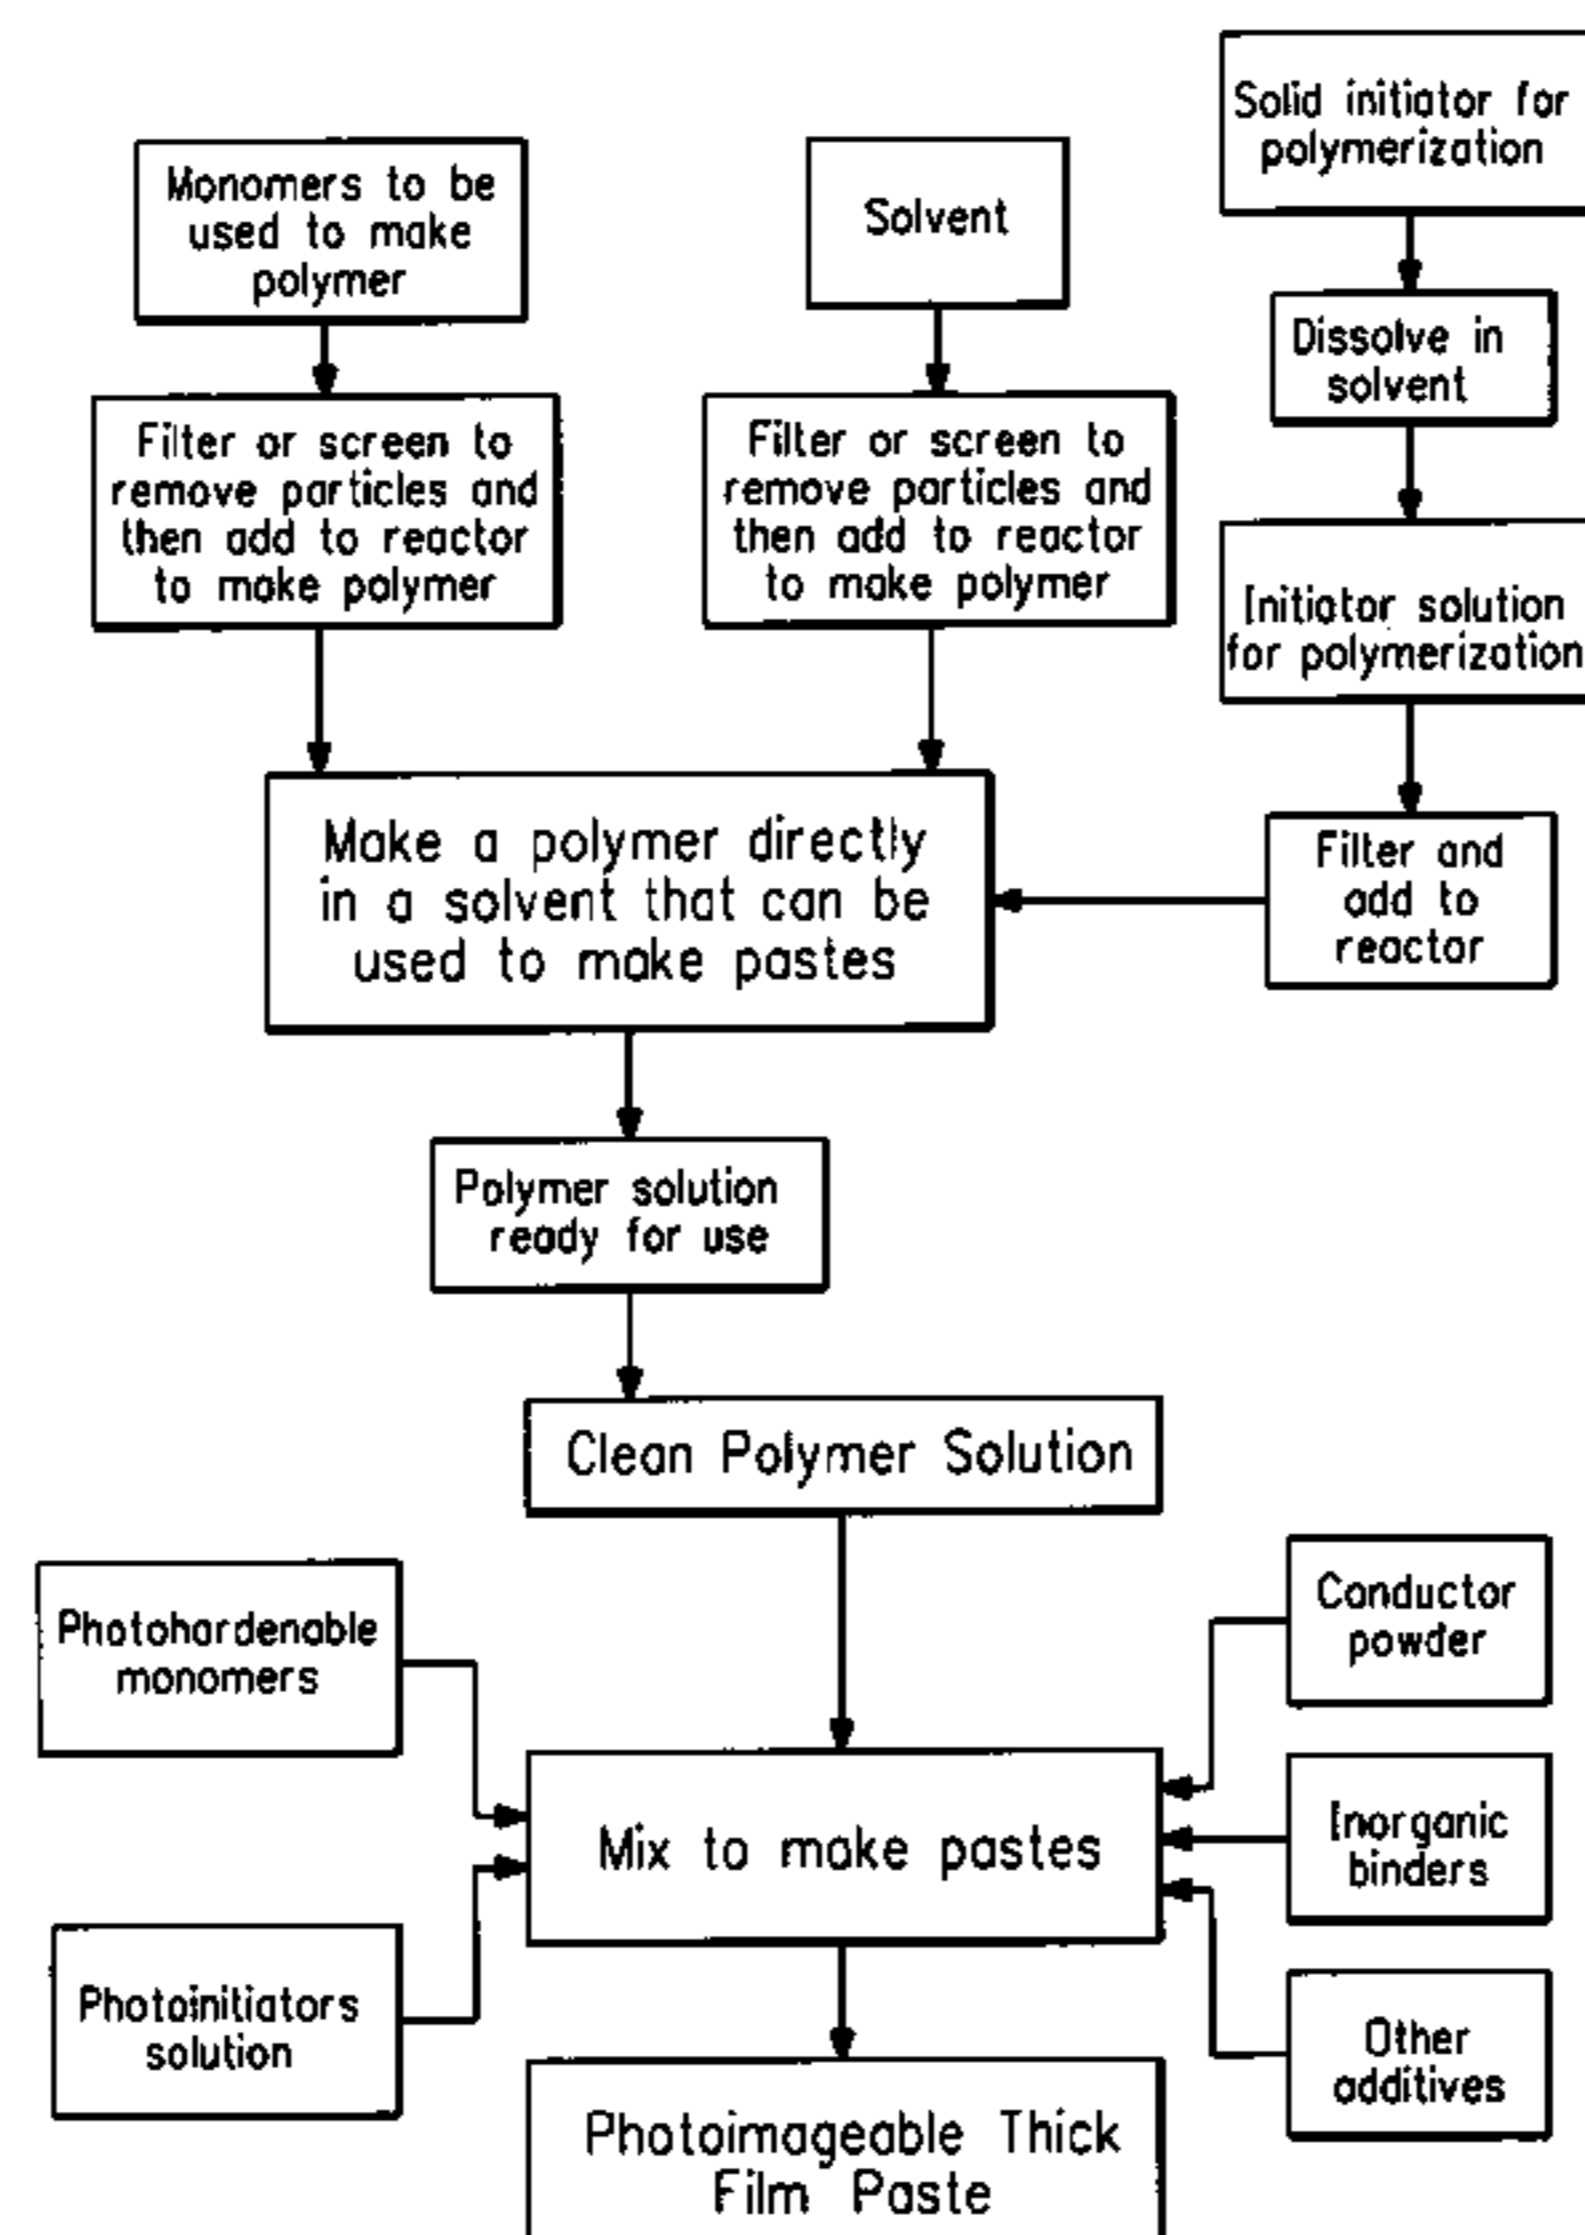 Solid initiator for
polymerization
Monomers to be
used to make
polymer
Solvent
Dissolve in
solvent
Filter or screen to
remove particles and
then add to reactor
to make polymer
Filter or screen to
remove particles and
then add to reactor
to make polymer
Initiator solution
for polymerization
Make a polymer directly
in a solvent that can be
used to make pastes
Filter and
add to
reactor
Polymer solution
ready for use
Clean Polymer Solution
Photohardenable
monomers
Conductor
powder
Mix to make pastes
Inorganic
binders
Photoinitiators
solution
Other
additives
Photoimageable Thick
Film Paste